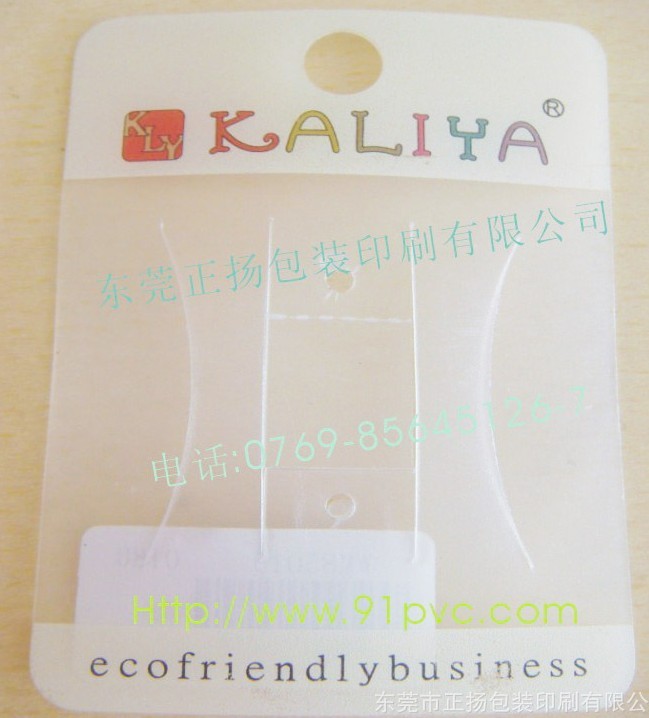 KLY KALIYA®
东莞正扬包装印刷有限公司
电话:0769-85645126-7
Http://www.91pvc.com
ecofriendlybusiness
东莞市正扬包装印刷有限公司